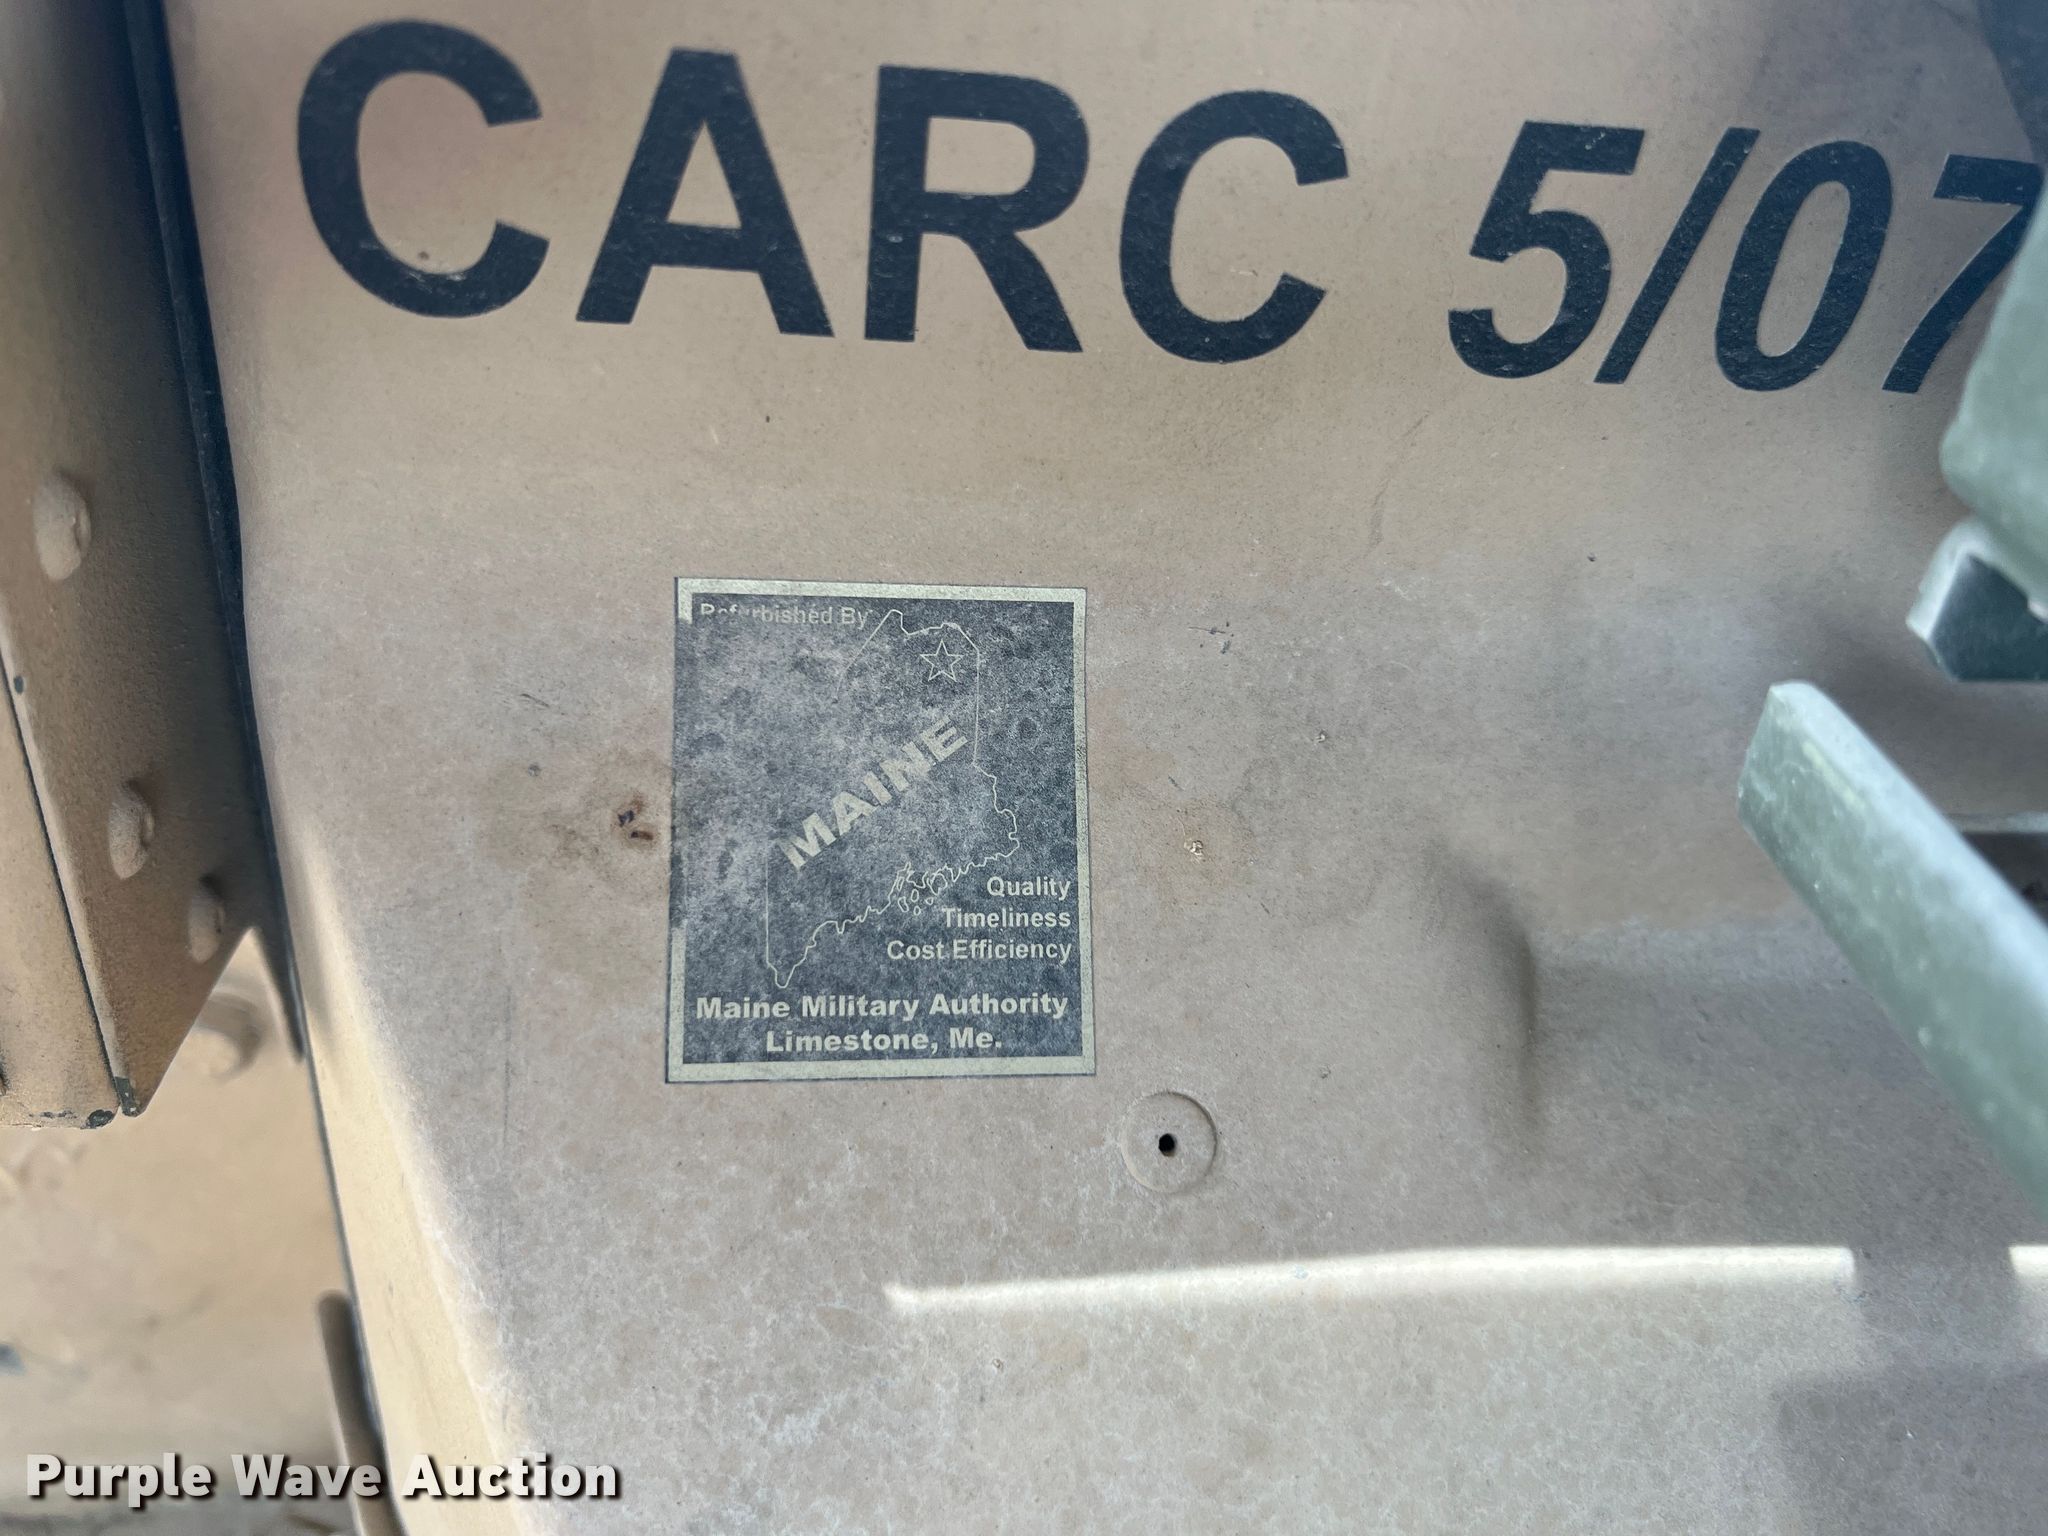 CARC 5/07
Refurbished By
MAINE
Quality
Timeliness
Cost Efficiency
Maine Military Authority
Limestone, Me.
Purple Wave Auction